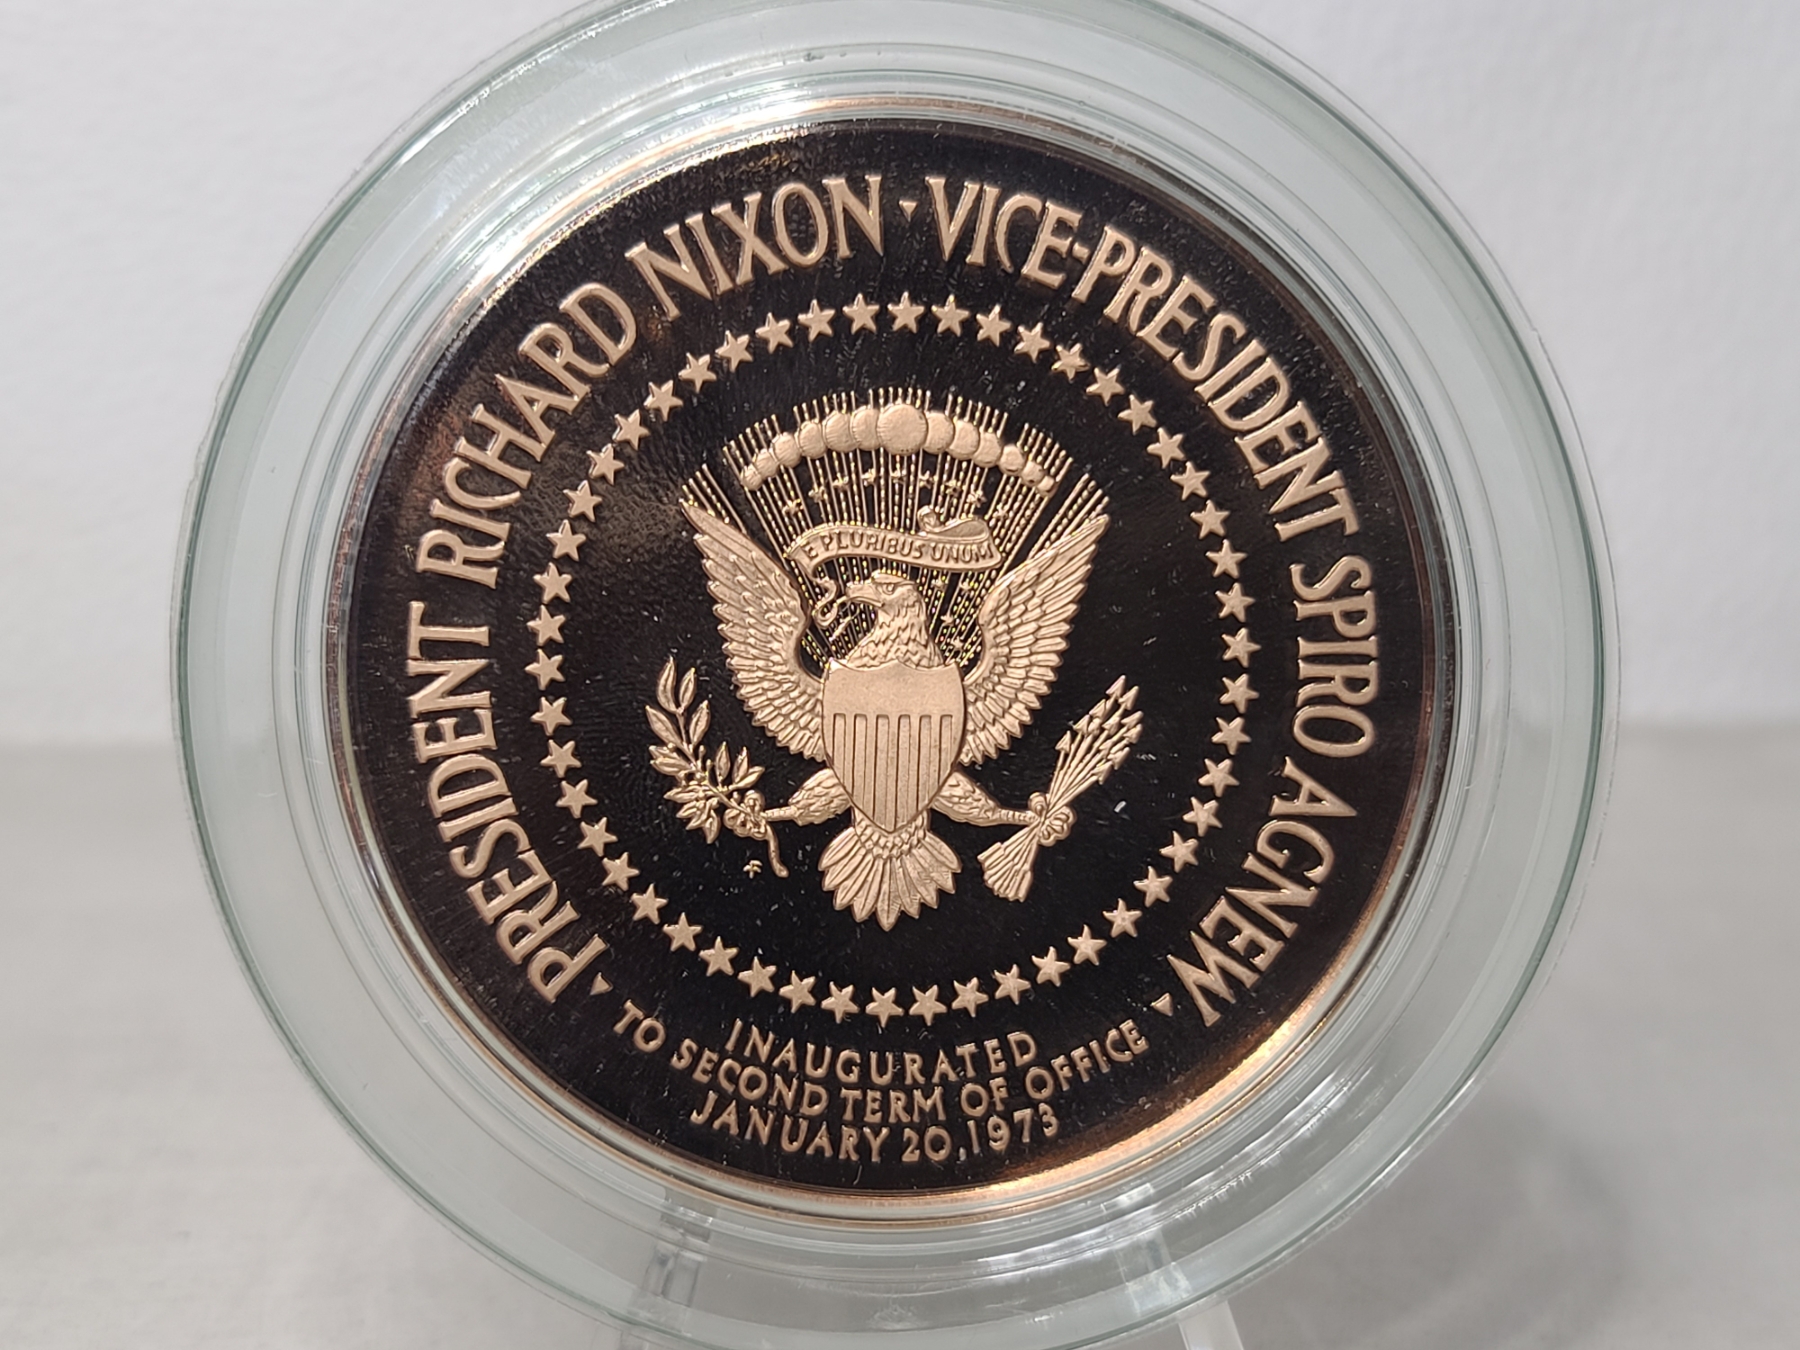 PRESIDENT RICHARD NIXON · VICE-PRESIDENT SPIRO AGNEW
E PLURIBUS UNUM
INAUGURATED
TO SECOND TERM OF OFFICE
JANUARY 20, 1973